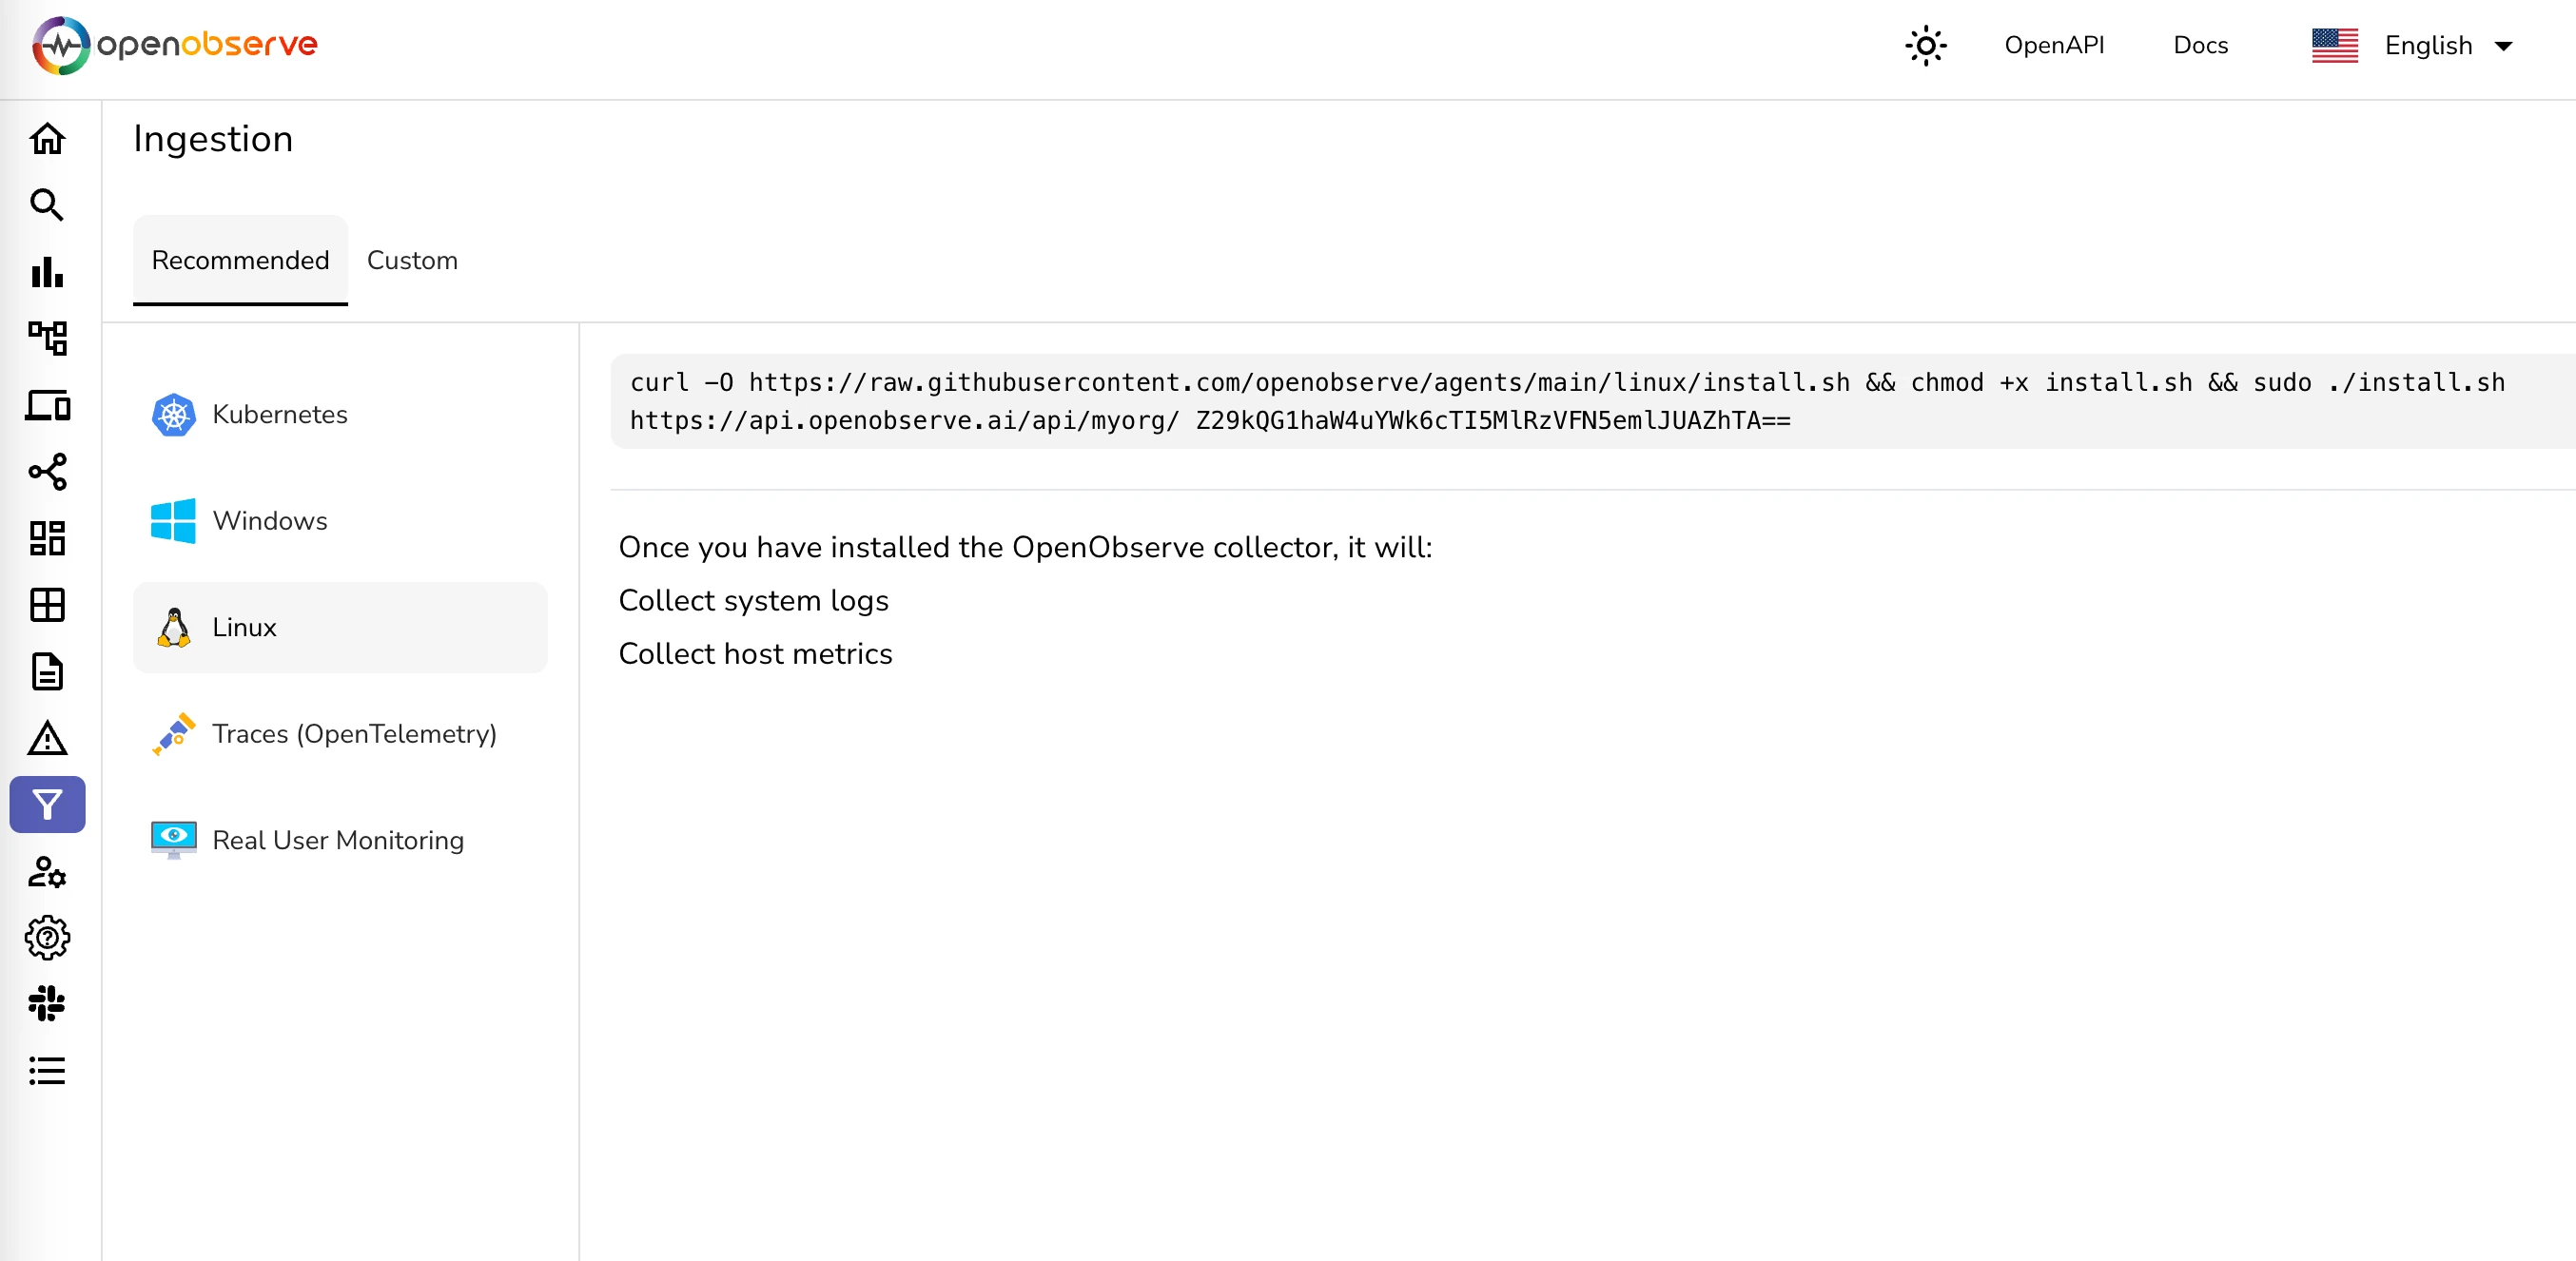 openobserve
OpenAPI
Docs
English
Ingestion
Recommended
Custom
Kubernetes
Windows
Linux
Traces (OpenTelemetry)
Real User Monitoring
curl -O https://raw.githubusercontent.com/openobserve/agents/main/linux/install.sh && chmod +x install.sh && sudo ./install.sh
https://api.openobserve.ai/api/myorg/ Z29kQG1haW4uYWk6cTI5MlRzVFN5emlJUAZhTA==
Once you have installed the OpenObserve collector, it will:
Collect system logs
Collect host metrics